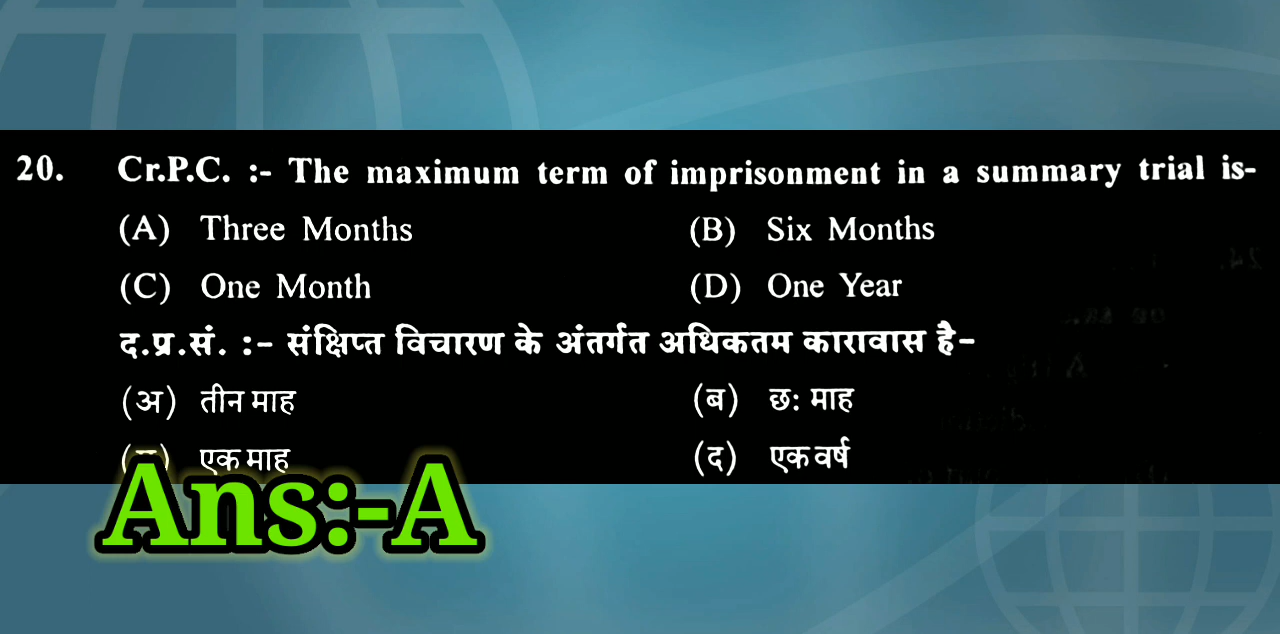 20. Cr.P.C. :- The maximum term of imprisonment in a summary trial is-
(A) Three Months (B) Six Months
(C) One Month (D) One Year
द.प्र.सं. :- संक्षिप्त विचारण के अंतर्गत अधिकतम कारावास है-
(अ) तीन माह (ब) छः माह
एक माह (द) एक वर्ष
Ans:-A